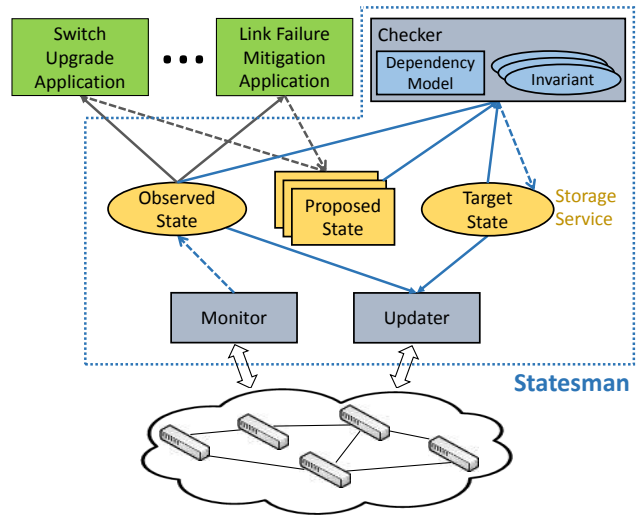 Switch
Upgrade
Application
Link Failure
Mitigation
Application
Checker
Dependency
Model
Invariant
Observed
State
Proposed
State
Target
State
Storage
Service
Monitor
Updater
Statesman